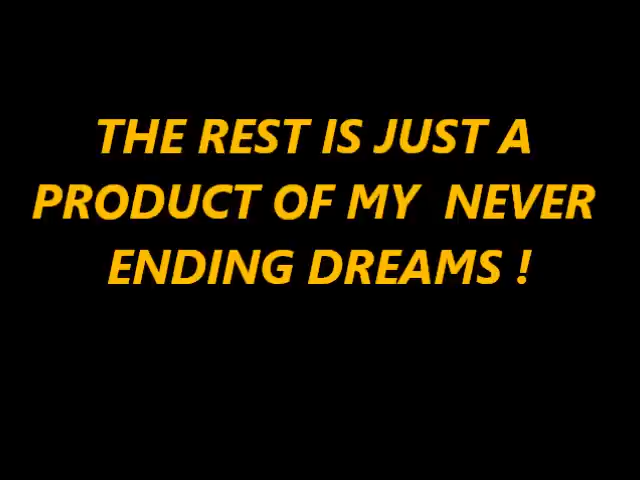 THE REST IS JUST A
PRODUCT OF MY  NEVER
ENDING DREAMS !